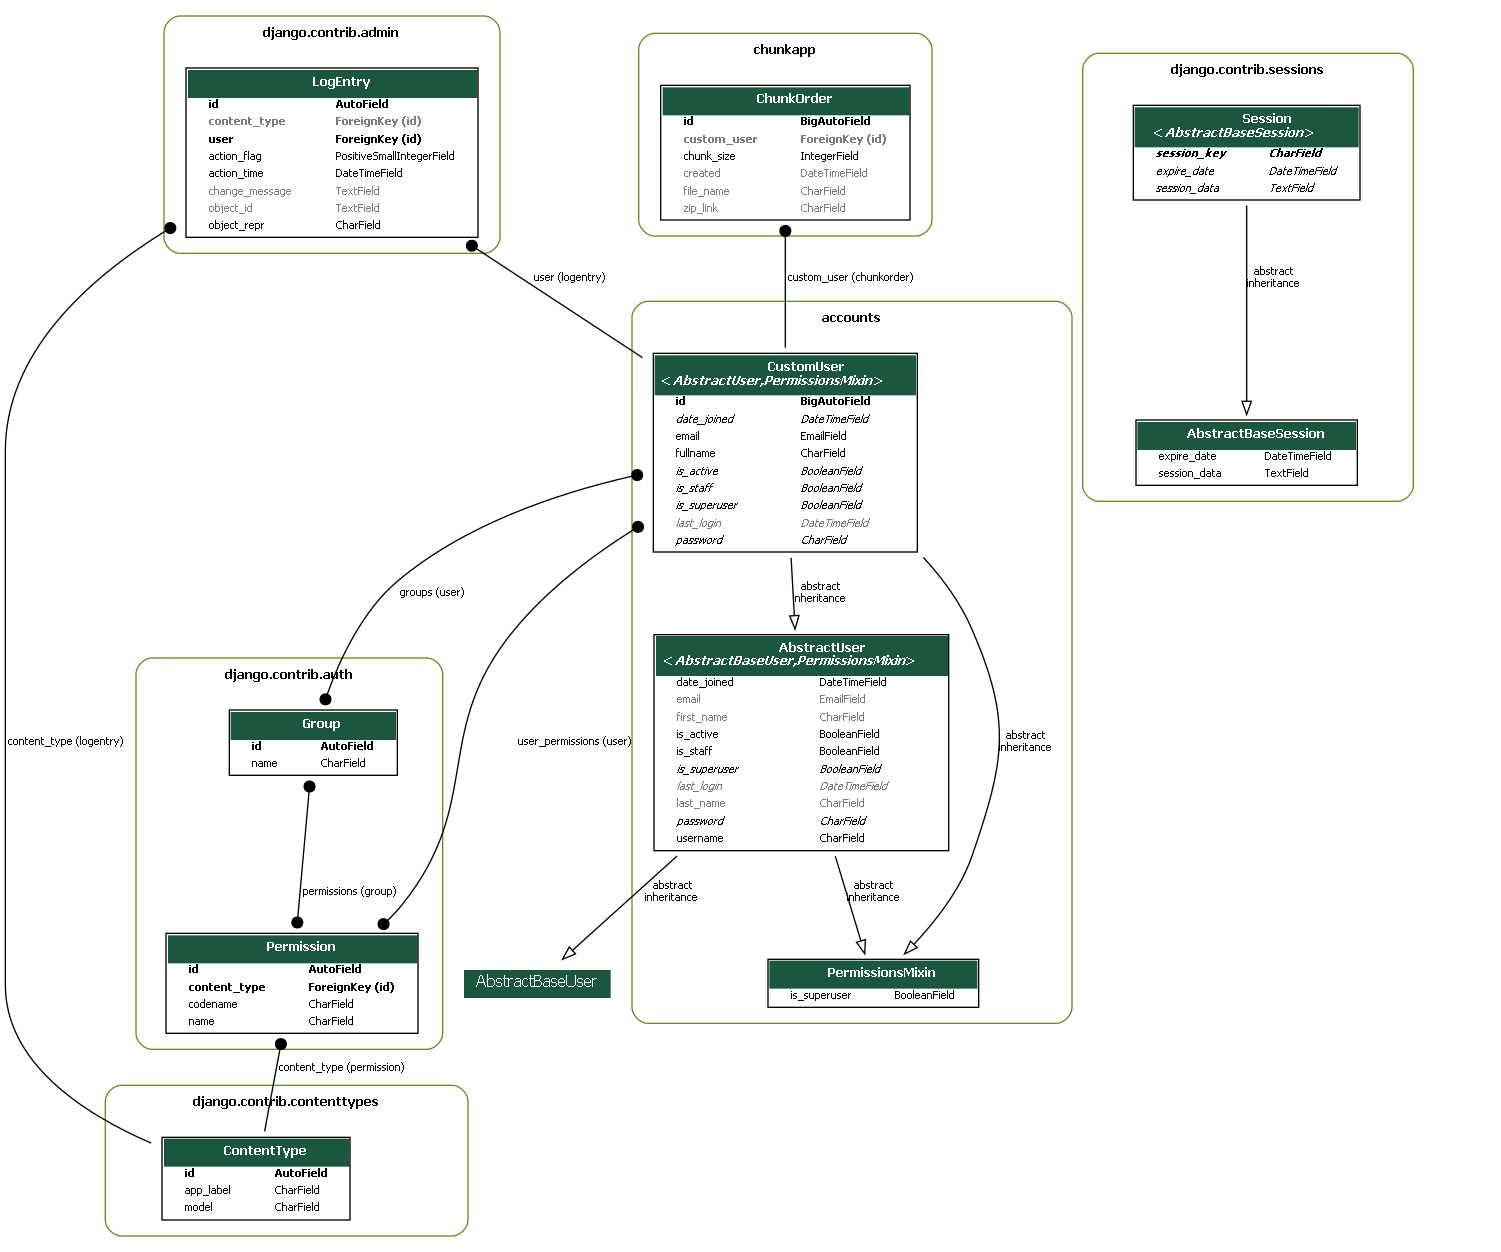 django.contrib.admin
LogEntry
id AutoField
content_type ForeignKey (id)
user ForeignKey (id)
action_flag PositiveSmallIntegerField
action_time DateTimeField
change_message TextField
object_id TextField
object_repr CharField
chunkapp
ChunkOrder
id BigAutoField
custom_user ForeignKey (id)
chunk_size IntegerField
created DateTimeField
file_name CharField
zip_link CharField
django.contrib.sessions
Session
<AbstractBaseSession>
session_key CharField
expire_date DateTimeField
session_data TextField
user (logentry)
custom_user (chunkorder)
abstract
inheritance
AbstractBaseSession
expire_date DateTimeField
session_data TextField
accounts
CustomUser
<AbstractUser,PermissionsMixin>
id BigAutoField
date_joined DateTimeField
email EmailField
fullname CharField
is_active BooleanField
is_staff BooleanField
is_superuser BooleanField
last_login DateTimeField
password CharField
groups (user)
abstract
inheritance
AbstractUser
<AbstractBaseUser,PermissionsMixin>
date_joined DateTimeField
email EmailField
first_name CharField
is_active BooleanField
is_staff BooleanField
is_superuser BooleanField
last_login DateTimeField
last_name CharField
password CharField
username CharField
abstract
inheritance
django.contrib.auth
Group
id AutoField
name CharField
content_type (logentry)
user_permissions (user)
permissions (group)
abstract
inheritance
abstract
inheritance
Permission
id AutoField
content_type ForeignKey (id)
codename CharField
name CharField
AbstractBaseUser
PermissionsMixin
is_superuser BooleanField
content_type (permission)
django.contrib.contenttypes
ContentType
id AutoField
app_label CharField
model CharField